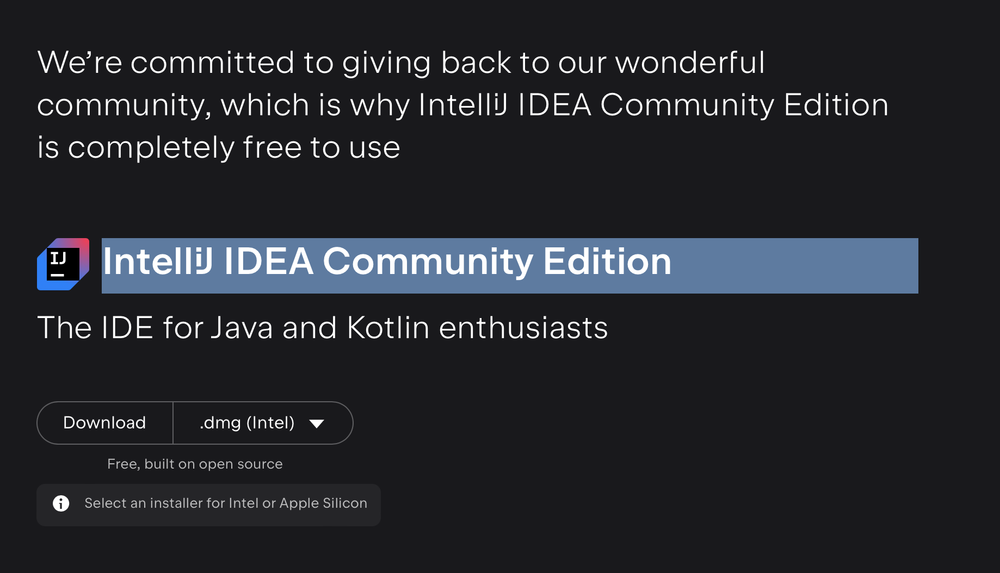 We’re committed to giving back to our wonderful
community, which is why IntelliJ IDEA Community Edition
is completely free to use
IJ
IntelliJ IDEA Community Edition
The IDE for Java and Kotlin enthusiasts
Download
.dmg (Intel)
Free, built on open source
Select an installer for Intel or Apple Silicon